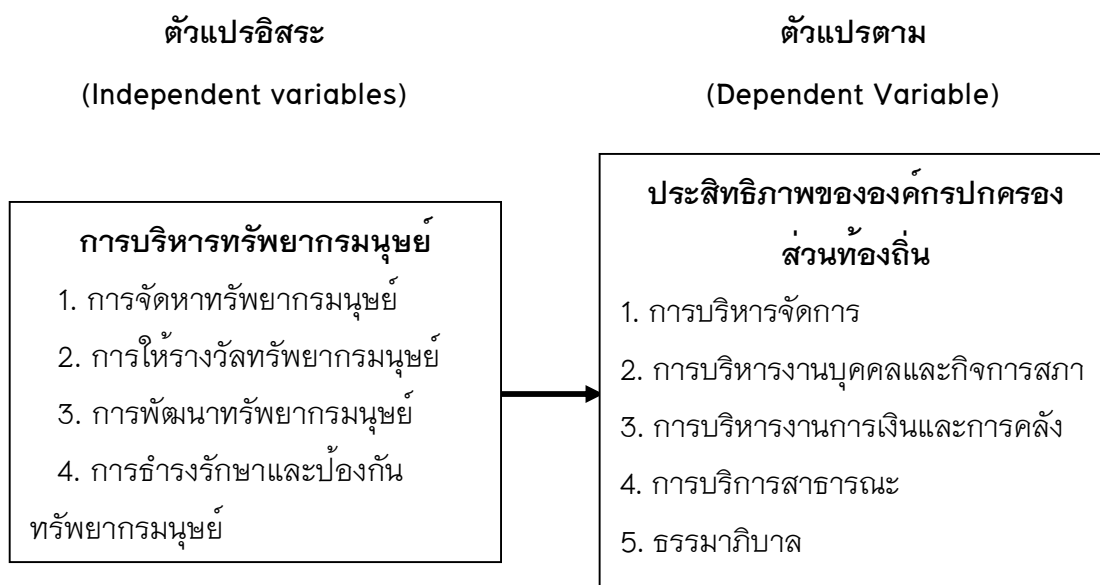 ตัวแปรอิสระ
(Independent variables)
การบริหารทรัพยากรมนุษย์
1. การจัดหาทรัพยากรมนุษย์
2. การให้รางวัลทรัพยากรมนุษย์
3. การพัฒนาทรัพยากรมนุษย์
4. การธำรงรักษาและป้องกัน
ทรัพยากรมนุษย์
ตัวแปรตาม
(Dependent Variable)
ประสิทธิภาพขององค์กรปกครอง
ส่วนท้องถิ่น
1. การบริหารจัดการ
2. การบริหารงานบุคคลและกิจการสภา
3. การบริหารงานการเงินและการคลัง
4. การบริการสาธารณะ
5. ธรรมาภิบาล